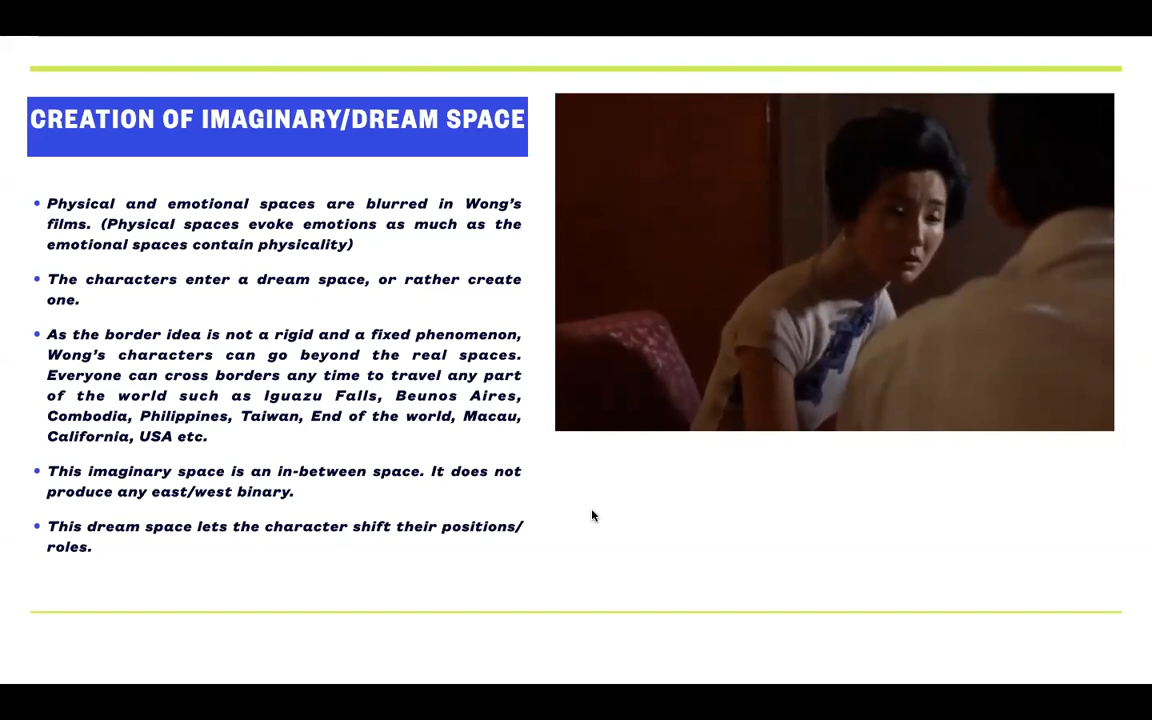 CREATION OF IMAGINARY/DREAM SPACE
• Physical and emotional spaces are blurred in Wong's
films. (Physical spaces evoke emotions as much as the
emotional spaces contain physicality)
• The characters enter a dream space, or rather create
one.
• As the border idea is not a rigid and a fixed phenomenon,
Wong's characters can go beyond the real spaces.
Everyone can cross borders any time to travel any part
of the world such as Iguazu Falls, Beunos Aires,
Combodia, Philippines, Taiwan, End of the world, Macau,
California, USA etc.
• This imaginary space is an in-between space. It does not
produce any east/west binary.
• This dream space lets the character shift their positions/
roles.